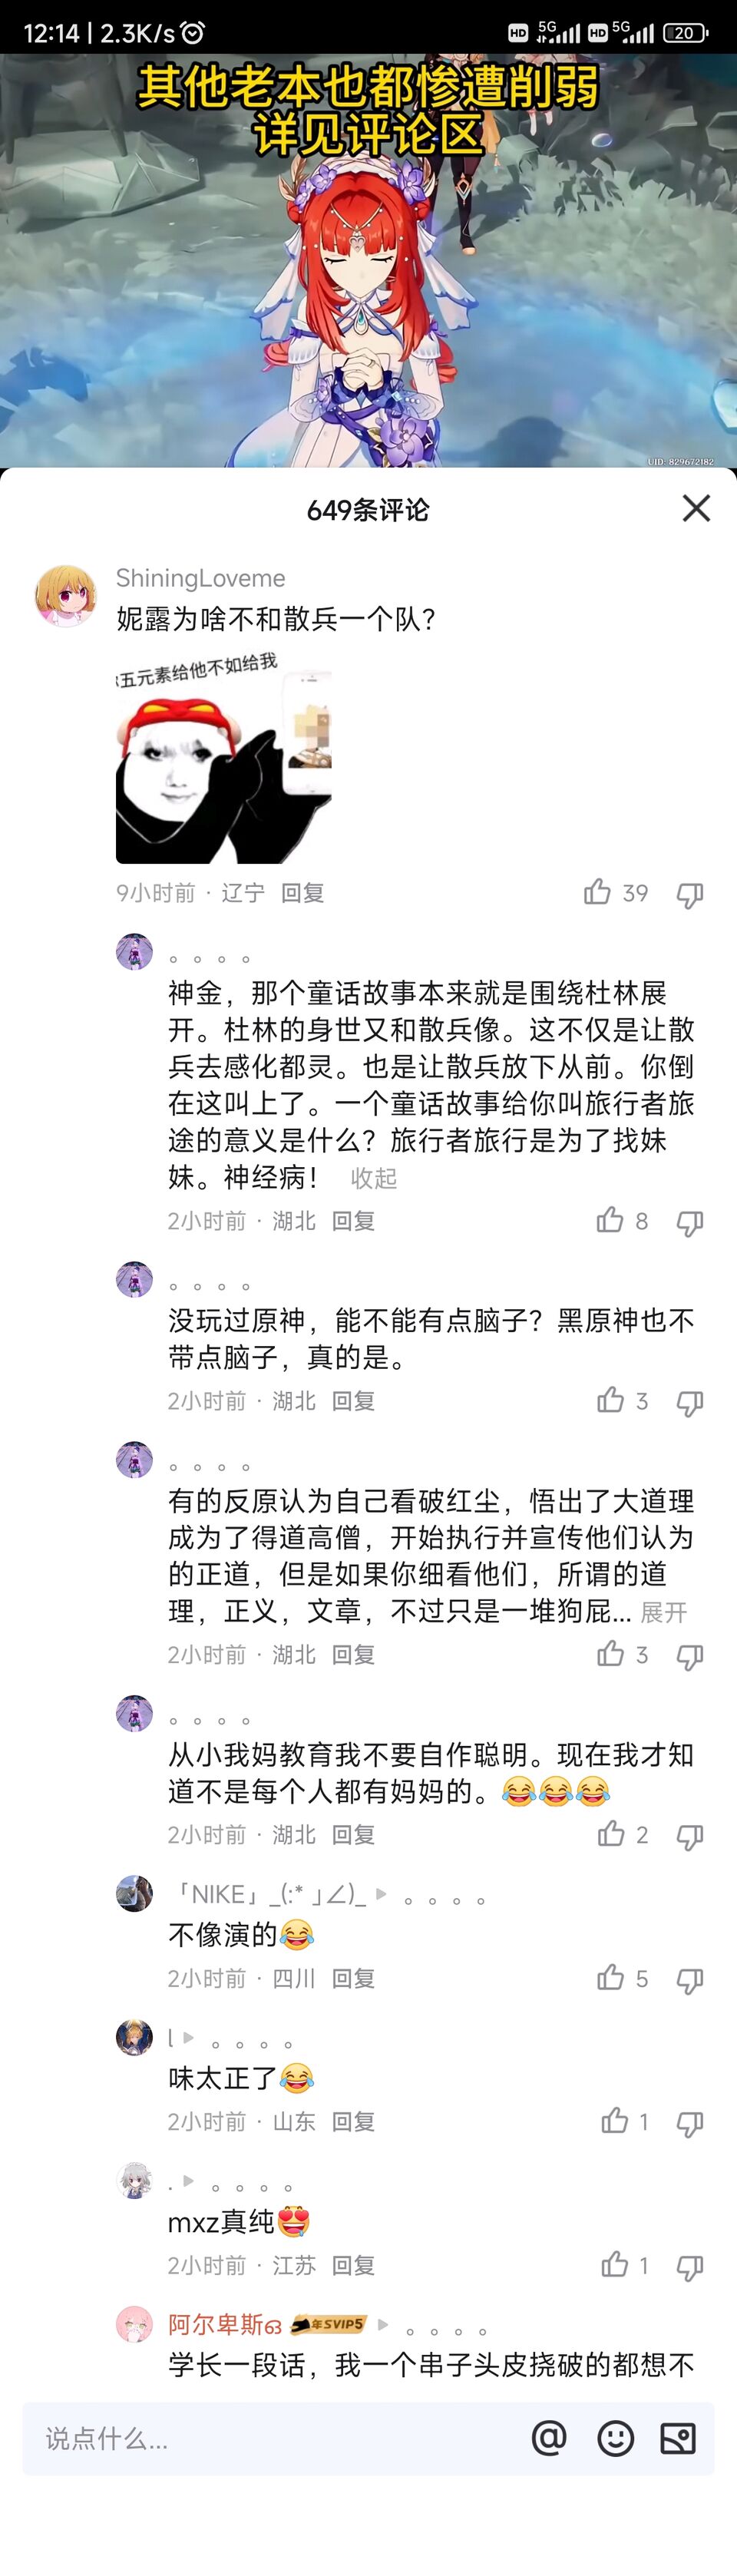 12:14 | 2.3K/s
HD 5G HD 5G 20
其他老本也都惨遭削弱
详见评论区
UID: 829672182
649条评论
ShiningLoveme
妮露为啥不和散兵一个队？
五元素给他不如给我
9小时前 · 辽宁 回复 39
。。。。
神金，那个童话故事本来就是围绕杜林展
开。杜林的身世又和散兵像。这不仅是让散
兵去感化都灵。也是让散兵放下从前。你倒
在这叫上了。一个童话故事给你叫旅行者旅
途的意义是什么？旅行者旅行是为了找妹
妹。神经病！ 收起
2小时前 · 湖北 回复 8
。。。。
没玩过原神，能不能有点脑子？黑原神也不
带点脑子，真的是。
2小时前 · 湖北 回复 3
。。。。
有的反原认为自己看破红尘，悟出了大道理
成为了得道高僧，开始执行并宣传他们认为
的正道，但是如果你细看他们，所谓的道
理，正义，文章，不过只是一堆狗屁... 展开
2小时前 · 湖北 回复 3
。。。。
从小我妈教育我不要自作聪明。现在我才知
道不是每个人都有妈妈的。😂😂😂
2小时前 · 湖北 回复 2
「NIKE」_(:*｣∠)_ ▶ 。。。。
不像演的😂
2小时前 · 四川 回复 5
l ▶ 。。。。
味太正了😂
2小时前 · 山东 回复 1
. ▶ 。。。。
mxz真纯😍
2小时前 · 江苏 回复 1
阿尔卑斯ഒ 年SVIP5 ▶ 。。。。
学长一段话，我一个串子头皮挠破的都想不
说点什么...